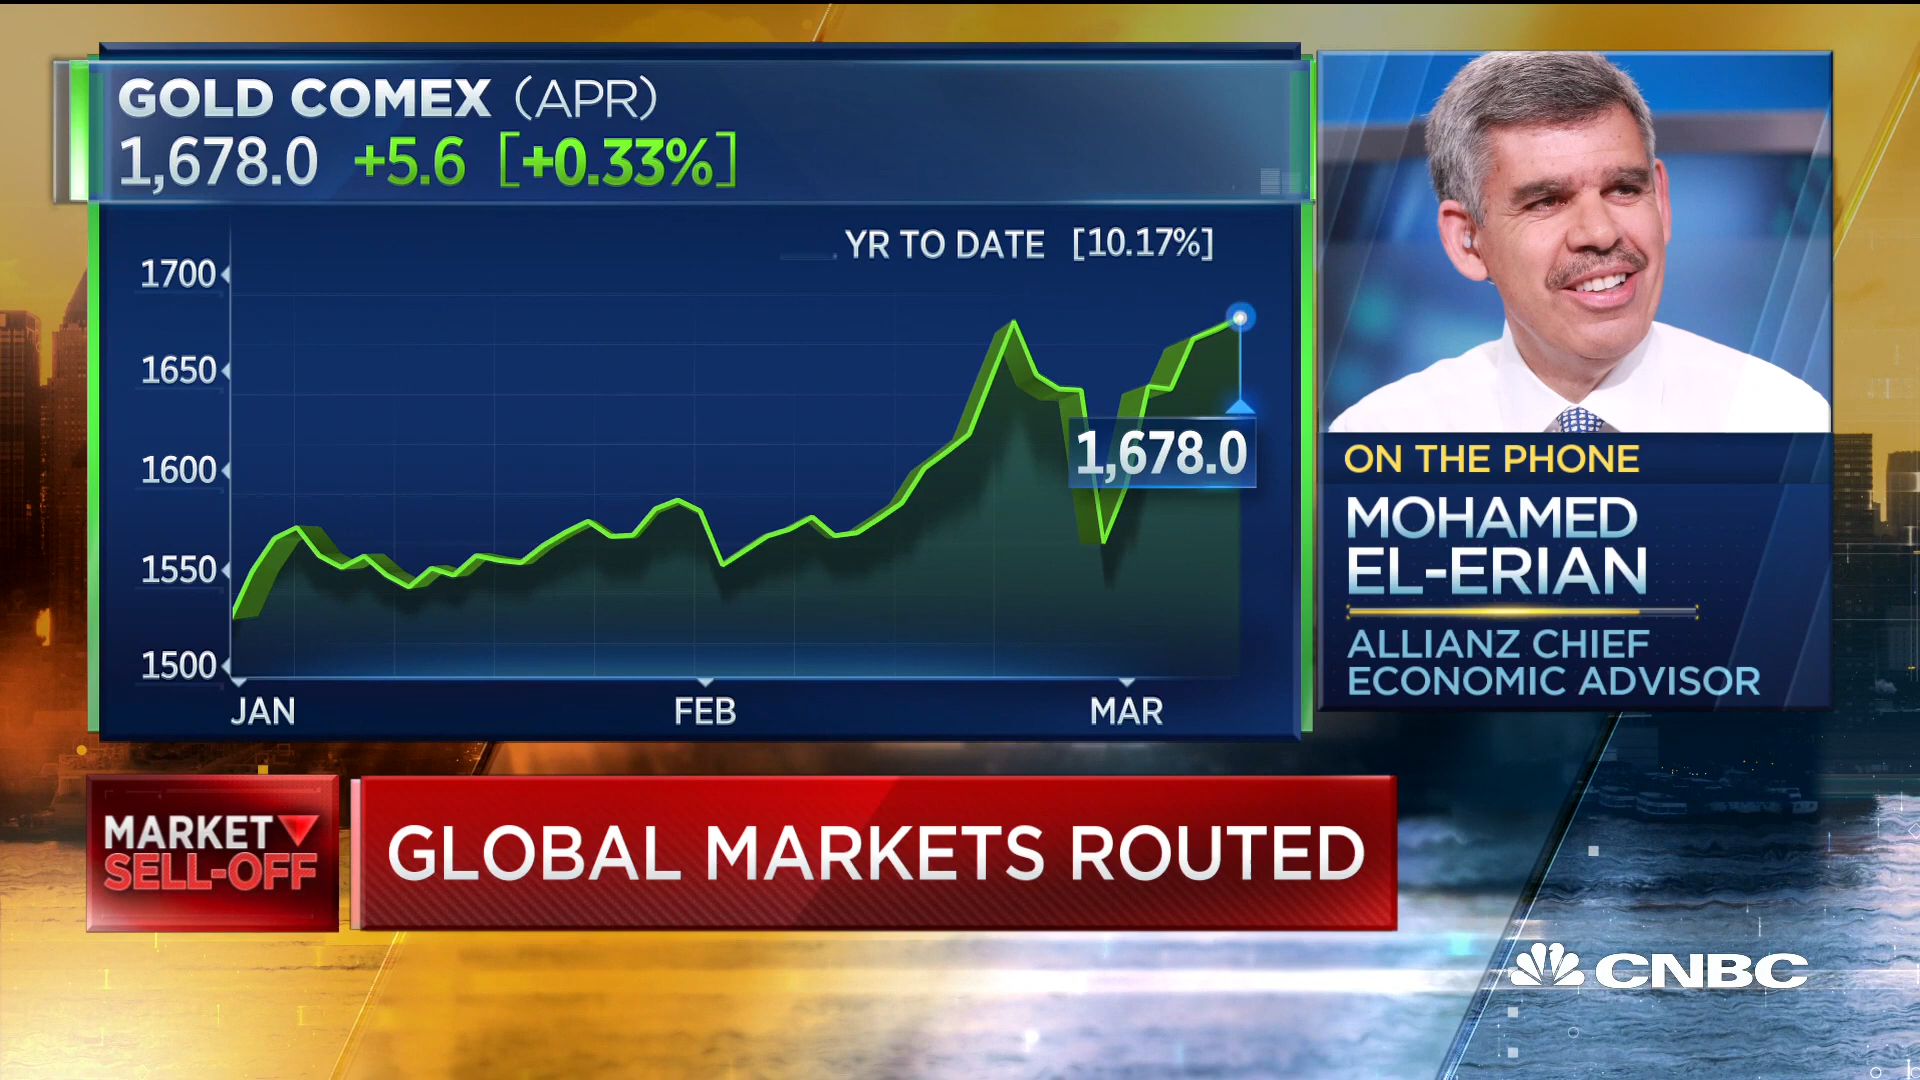 GOLD COMEX (APR)
1,678.0 +5.6 [+0.33%]
YR TO DATE [10.17%]
1700
1650
1600
1550
1500
1,678.0
JAN FEB MAR
ON THE PHONE
MOHAMED
EL-ERIAN
ALLIANZ CHIEF
ECONOMIC ADVISOR
MARKET
SELL-OFF
GLOBAL MARKETS ROUTED
CNBC